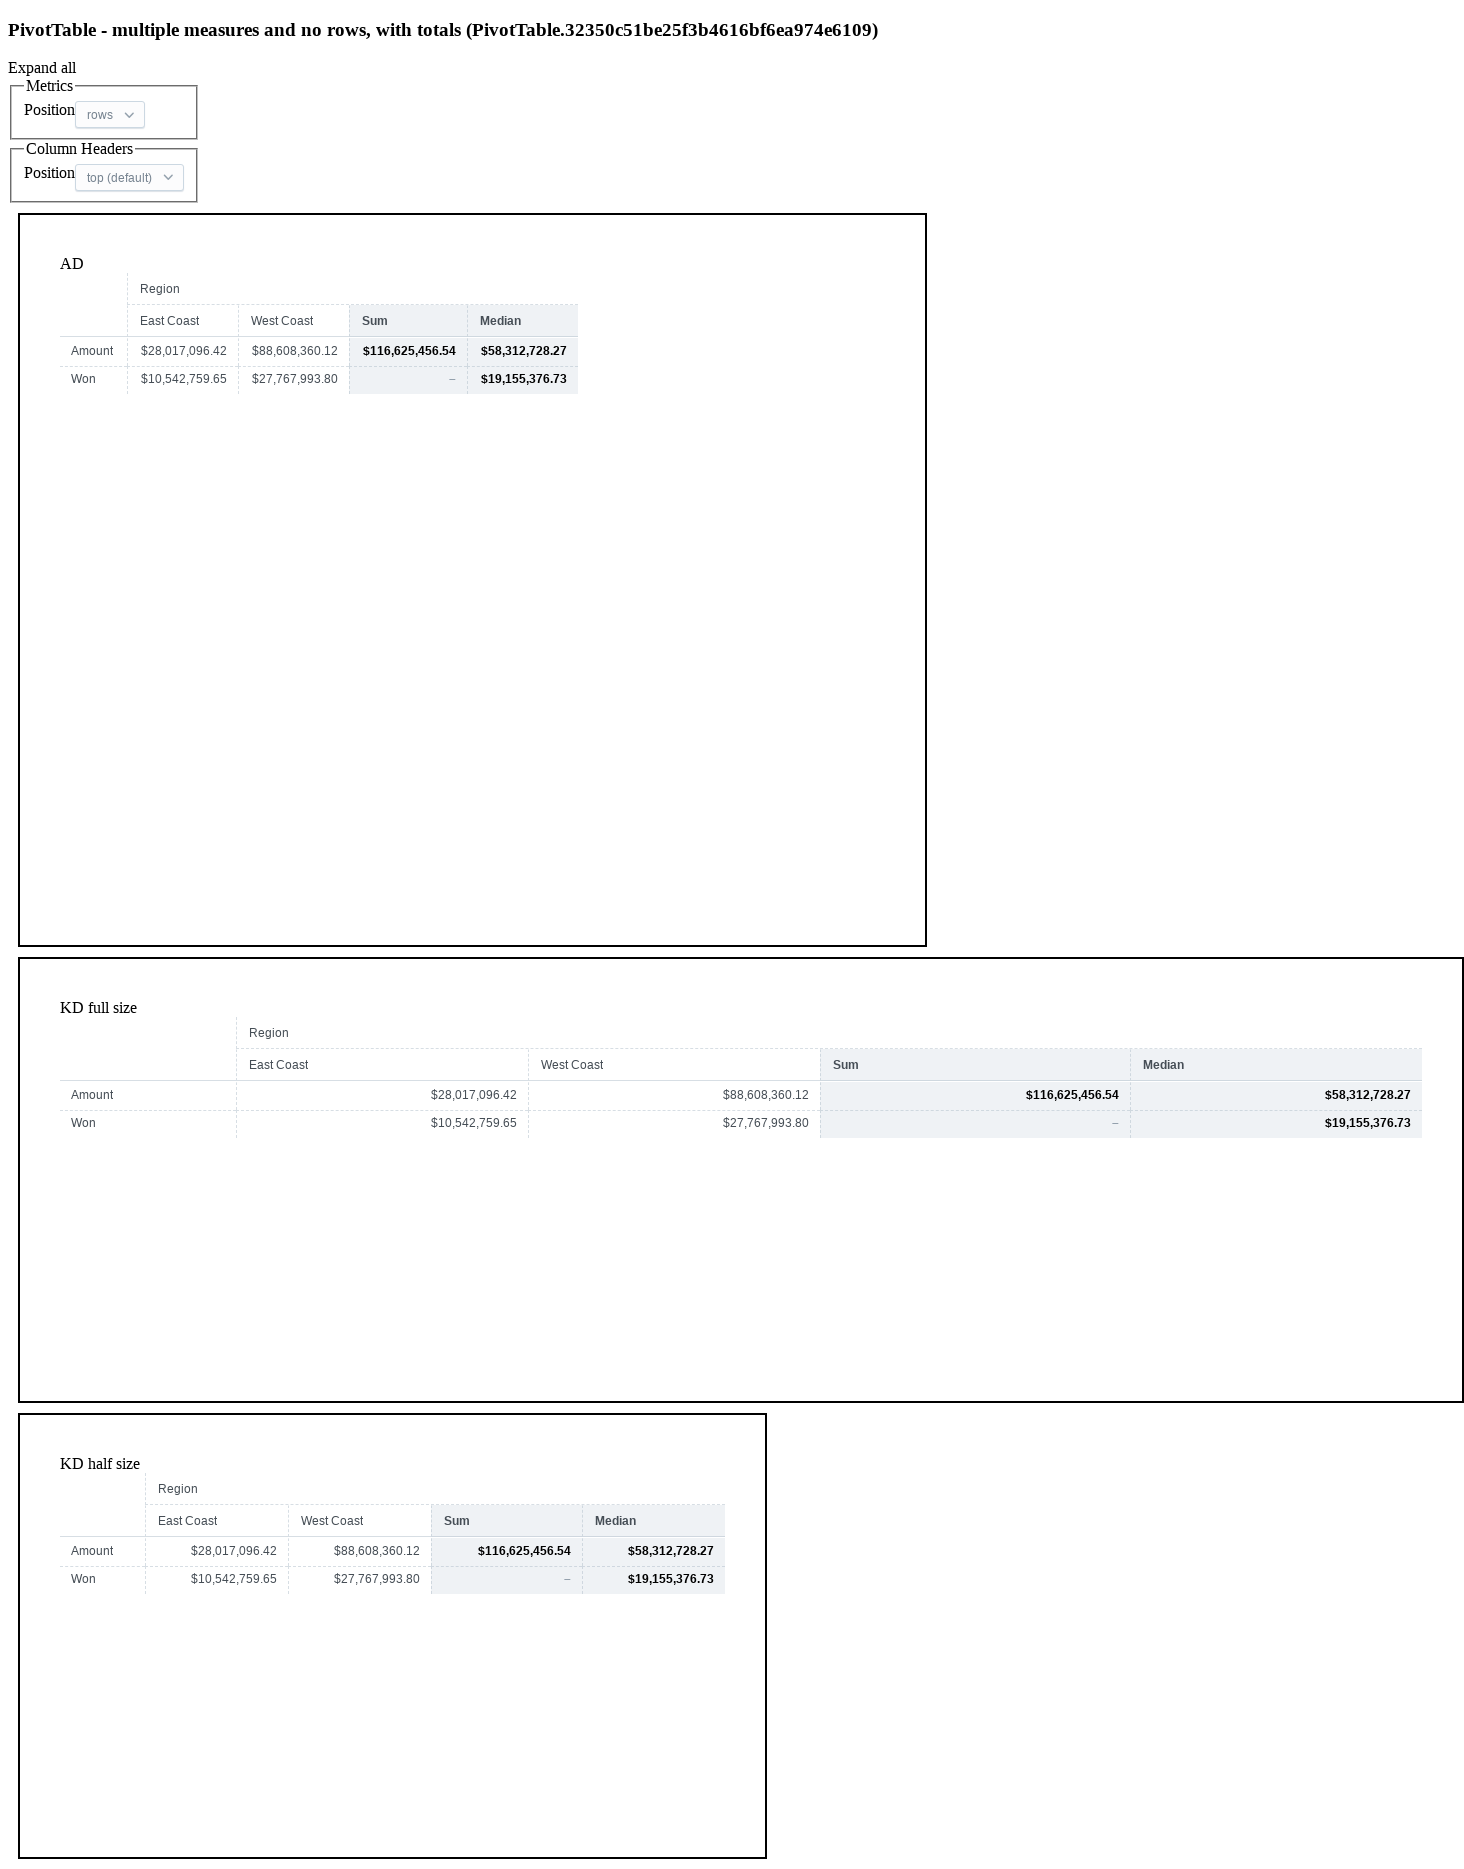 PivotTable - multiple measures and no rows, with totals (PivotTable.32350c51be25f3b4616bf6ea974e6109)
Expand all
Metrics
Position rows
Column Headers
Position top (default)
AD
Region
East Coast West Coast Sum Median
Amount $28,017,096.42 $88,608,360.12 $116,625,456.54 $58,312,728.27
Won $10,542,759.65 $27,767,993.80 – $19,155,376.73
KD full size
Region
East Coast West Coast Sum Median
Amount $28,017,096.42 $88,608,360.12 $116,625,456.54 $58,312,728.27
Won $10,542,759.65 $27,767,993.80 – $19,155,376.73
KD half size
Region
East Coast West Coast Sum Median
Amount $28,017,096.42 $88,608,360.12 $116,625,456.54 $58,312,728.27
Won $10,542,759.65 $27,767,993.80 – $19,155,376.73